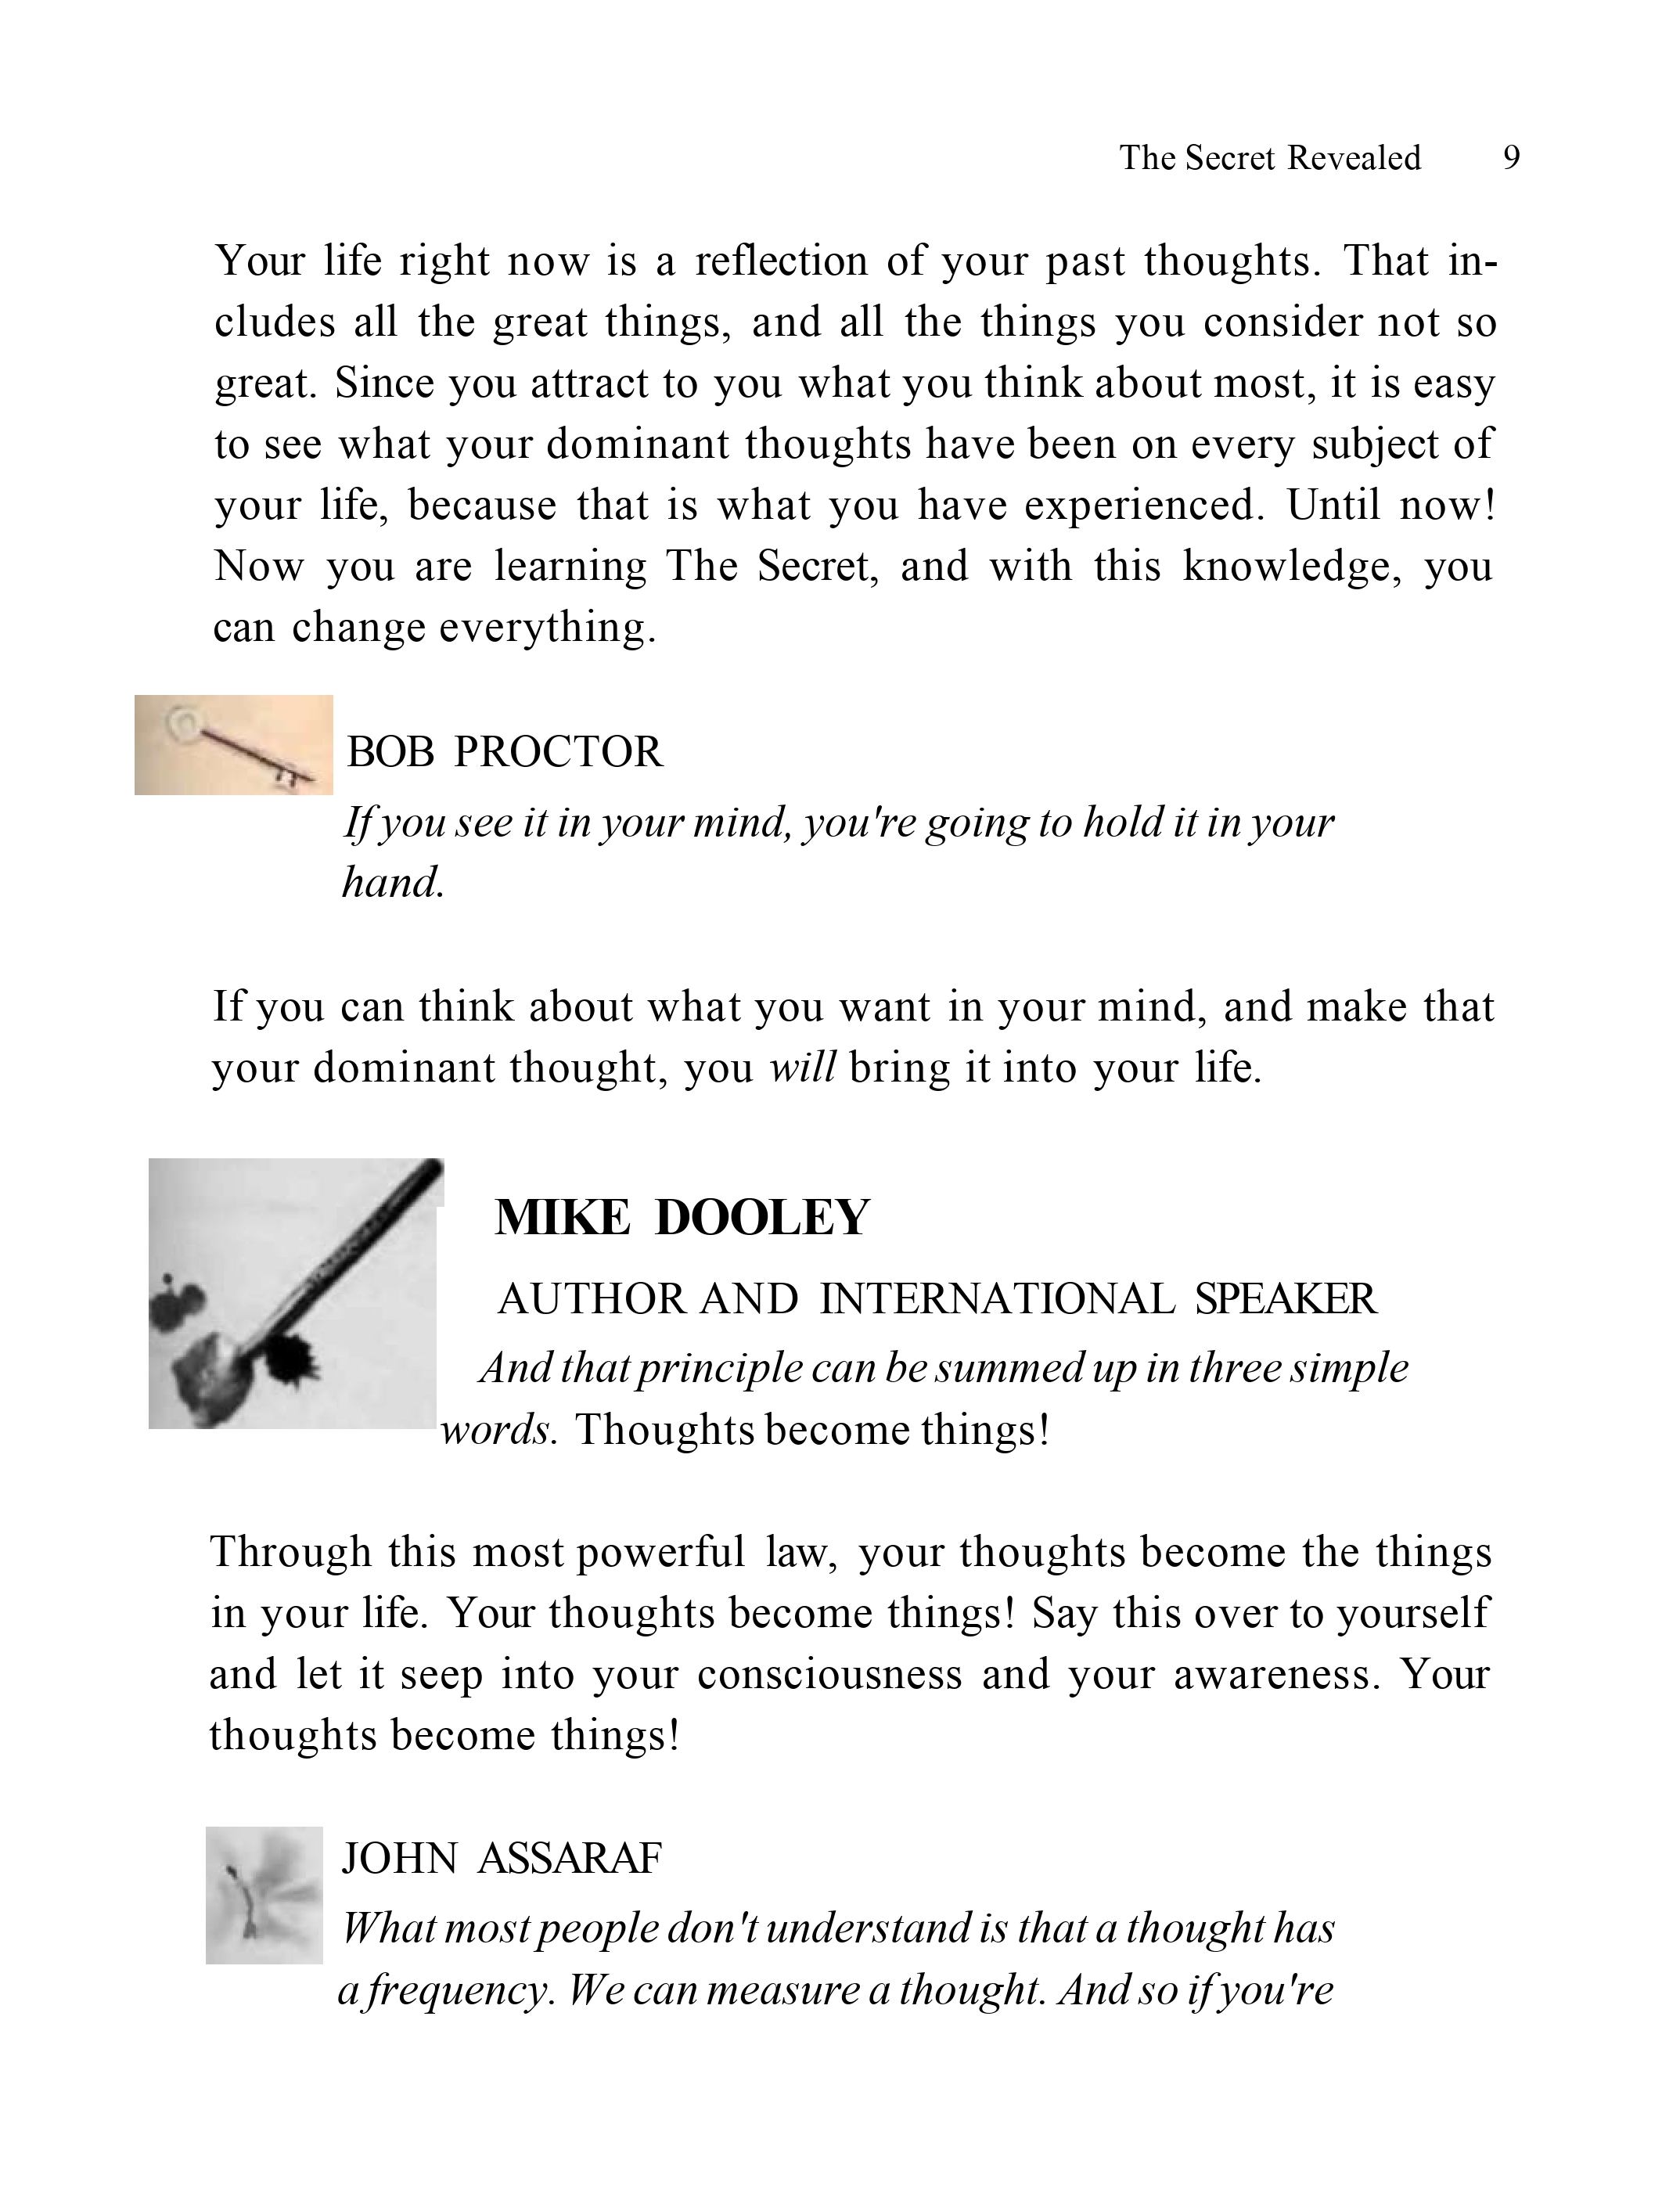 The Secret Revealed 9
Your life right now is a reflection of your past thoughts. That in-
cludes all the great things, and all the things you consider not so
great. Since you attract to you what you think about most, it is easy
to see what your dominant thoughts have been on every subject of
your life, because that is what you have experienced. Until now!
Now you are learning The Secret, and with this knowledge, you
can change everything.
BOB PROCTOR
If you see it in your mind, you're going to hold it in your
hand.
If you can think about what you want in your mind, and make that
your dominant thought, you will bring it into your life.
MIKE DOOLEY
AUTHOR AND INTERNATIONAL SPEAKER
And that principle can be summed up in three simple
words. Thoughts become things!
Through this most powerful law, your thoughts become the things
in your life. Your thoughts become things! Say this over to yourself
and let it seep into your consciousness and your awareness. Your
thoughts become things!
JOHN ASSARAF
What most people don't understand is that a thought has
a frequency. We can measure a thought. And so if you're